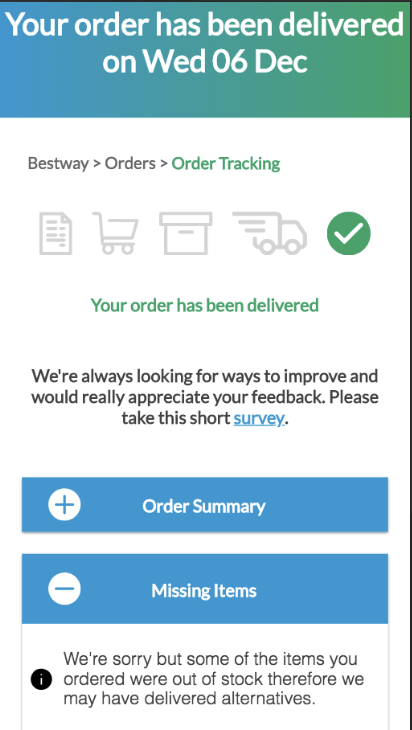 Your order has been delivered
on Wed 06 Dec
Bestway > Orders > Order Tracking
Your order has been delivered
We're always looking for ways to improve and
would really appreciate your feedback. Please
take this short survey.
Order Summary
Missing Items
We're sorry but some of the items you
ordered were out of stock therefore we
may have delivered alternatives.